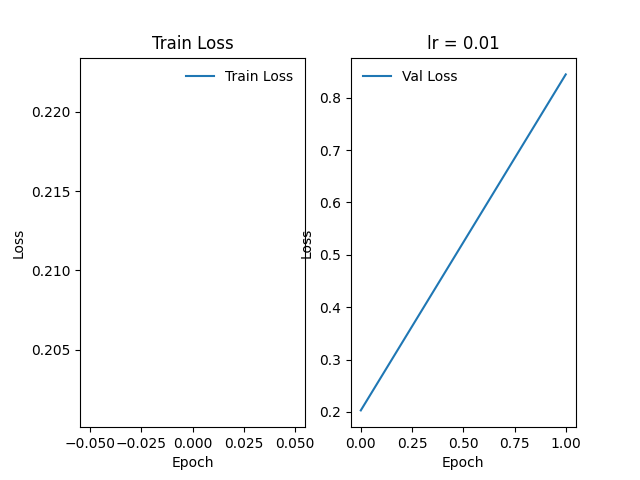 Train Loss
Train Loss
0.220
0.215
0.210
0.205
Loss
−0.050 −0.025 0.000 0.025 0.050
Epoch
lr = 0.01
Val Loss
0.8
0.7
0.6
0.5
0.4
0.3
0.2
Loss
0.00 0.25 0.50 0.75 1.00
Epoch